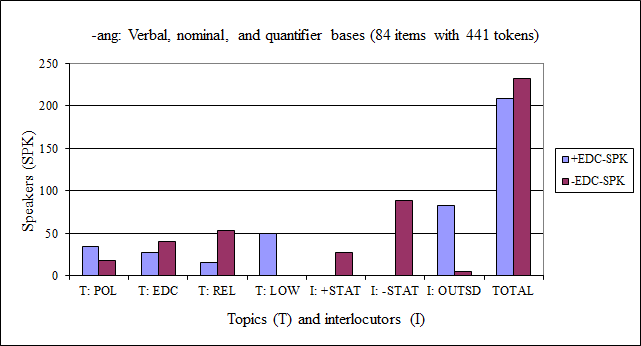 -ang: Verbal, nominal, and quantifier bases (84 items with 441 tokens)
250
200
150
100
50
0
Speakers (SPK)
T: POL T: EDC T: REL T: LOW I: +STAT I: -STAT I: OUTSD TOTAL
Topics (T) and interlocutors (I)
+EDC-SPK
-EDC-SPK